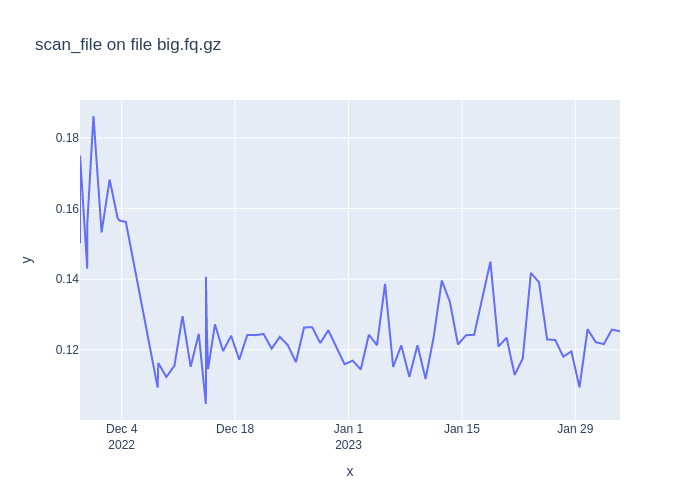 scan_file on file big.fq.gz
0.18
0.16
0.14
0.12
y
Dec 4
2022
Dec 18
Jan 1
2023
Jan 15
Jan 29
x